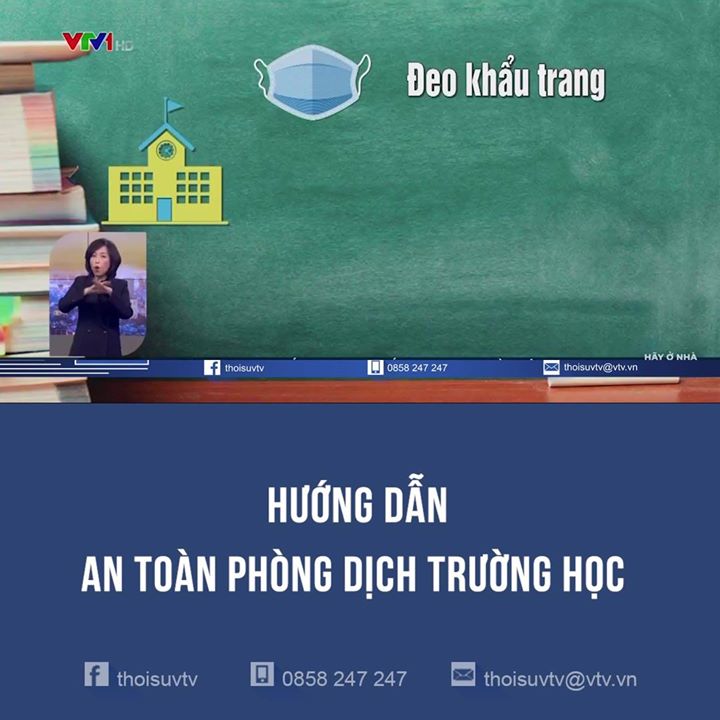 VTV1 HD
Đeo khẩu trang
HÃY Ở NHÀ
thoisuvtv
0858 247 247
thoisuvtv@vtv.vn
HƯỚNG DẪN
AN TOÀN PHÒNG DỊCH TRƯỜNG HỌC
thoisuvtv
0858 247 247
thoisuvtv@vtv.vn